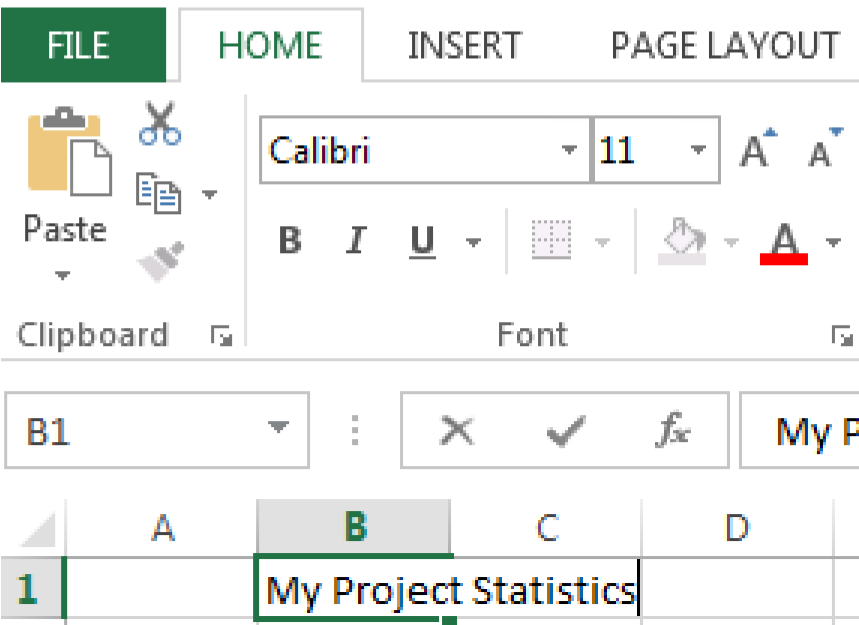 FILE HOME INSERT PAGE LAYOUT
Calibri 11 A A
Paste B I U A
Clipboard Font
B1 fx My P
A B C D
1 My Project Statistics